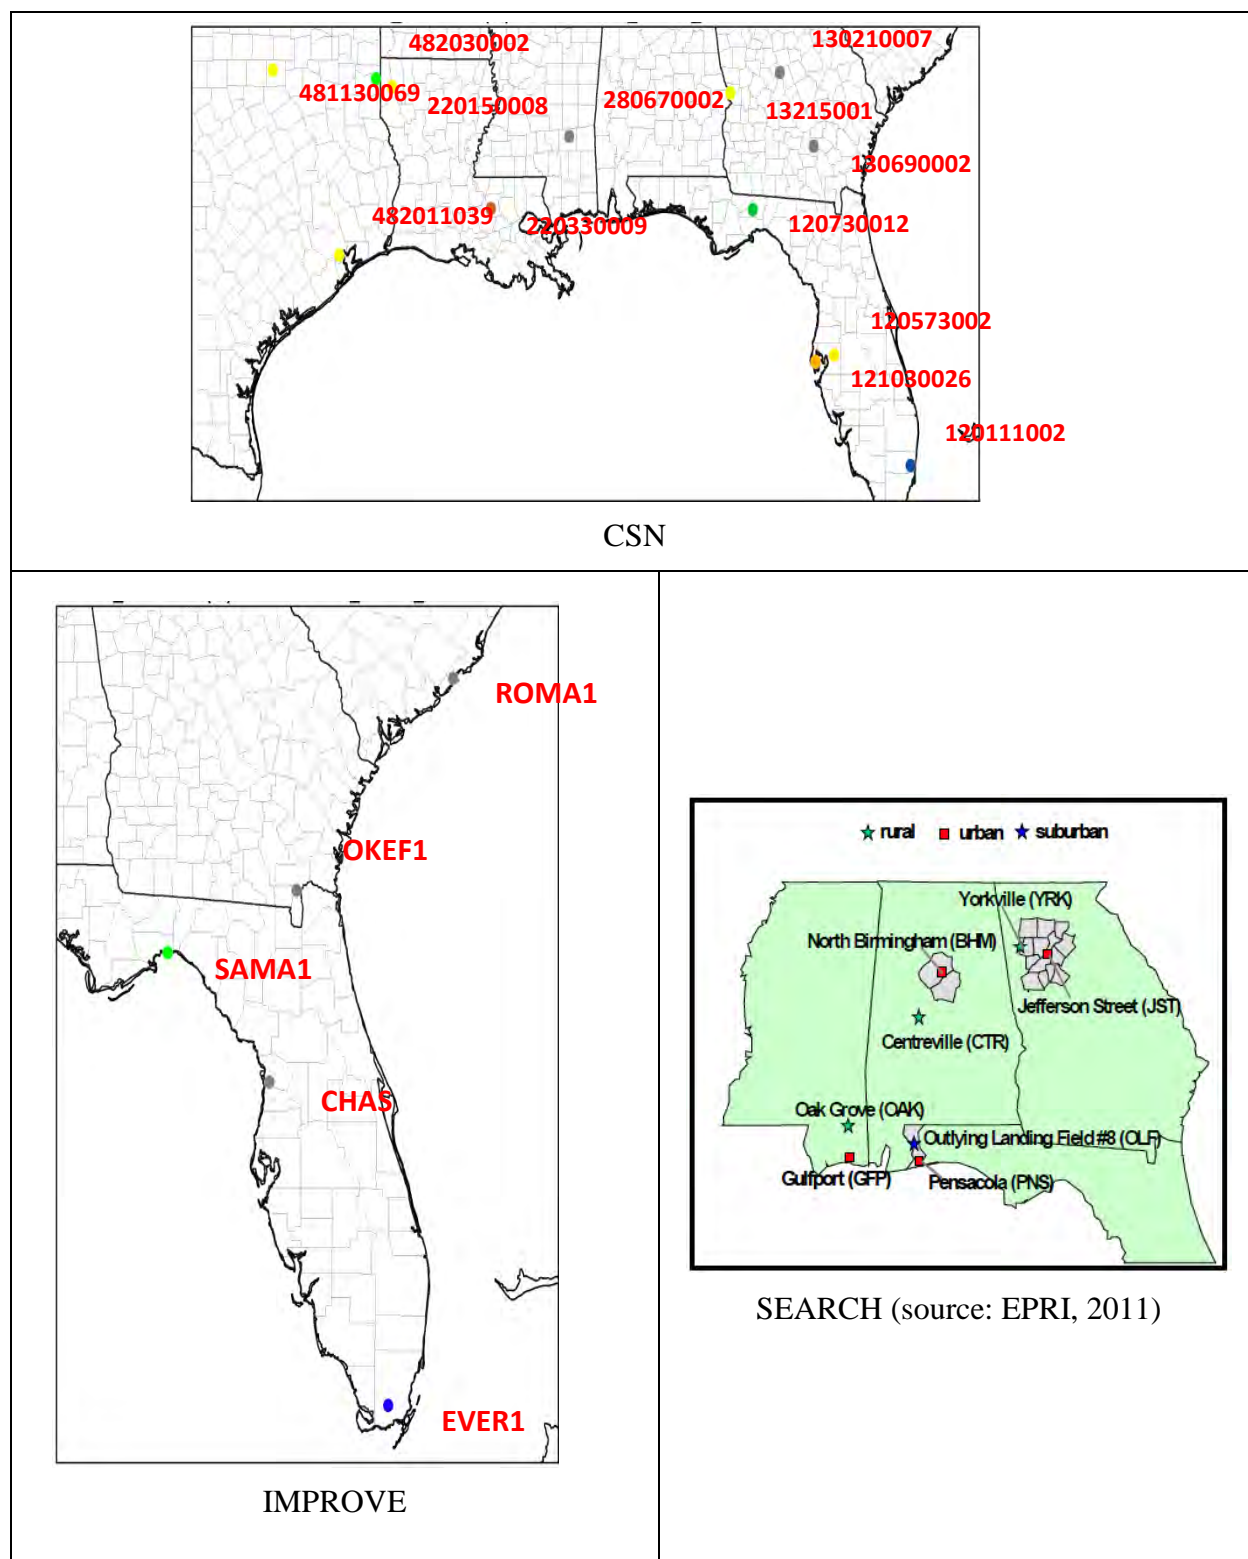 482030002
130210007
481130069
220150008
280670002
13215001
130690002
482011039
220330009
120730012
120573002
121030026
120111002
CSN
ROMA1
OKEF1
SAMA1
CHAS
EVER1
IMPROVE
rural urban suburban
Yorkville (YRK)
North Birmingham (BHM)
Jefferson Street (JST)
Centreville (CTR)
Oak Grove (OAK)
Outlying Landing Field #8 (OLF)
Gulfport (GFP)
Pensacola (PNS)
SEARCH (source: EPRI, 2011)